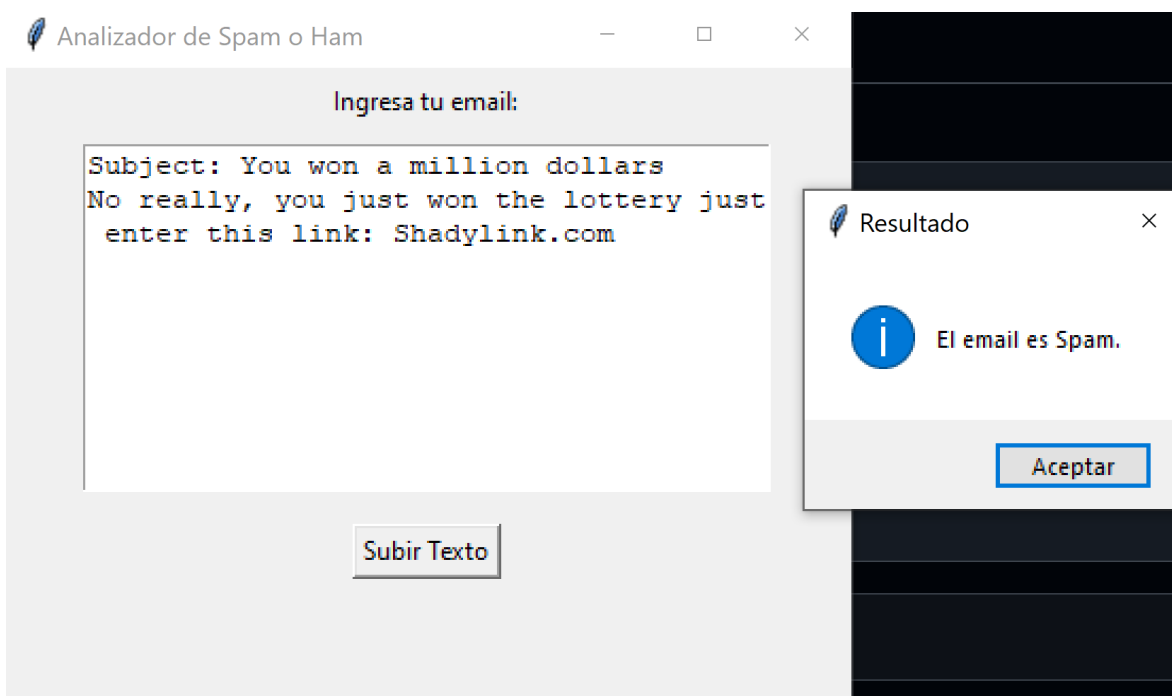 Analizador de Spam o Ham
Ingresa tu email:
Subject: You won a million dollars
No really, you just won the lottery just
enter this link: Shadylink.com
Subir Texto
Resultado
El email es Spam.
Aceptar